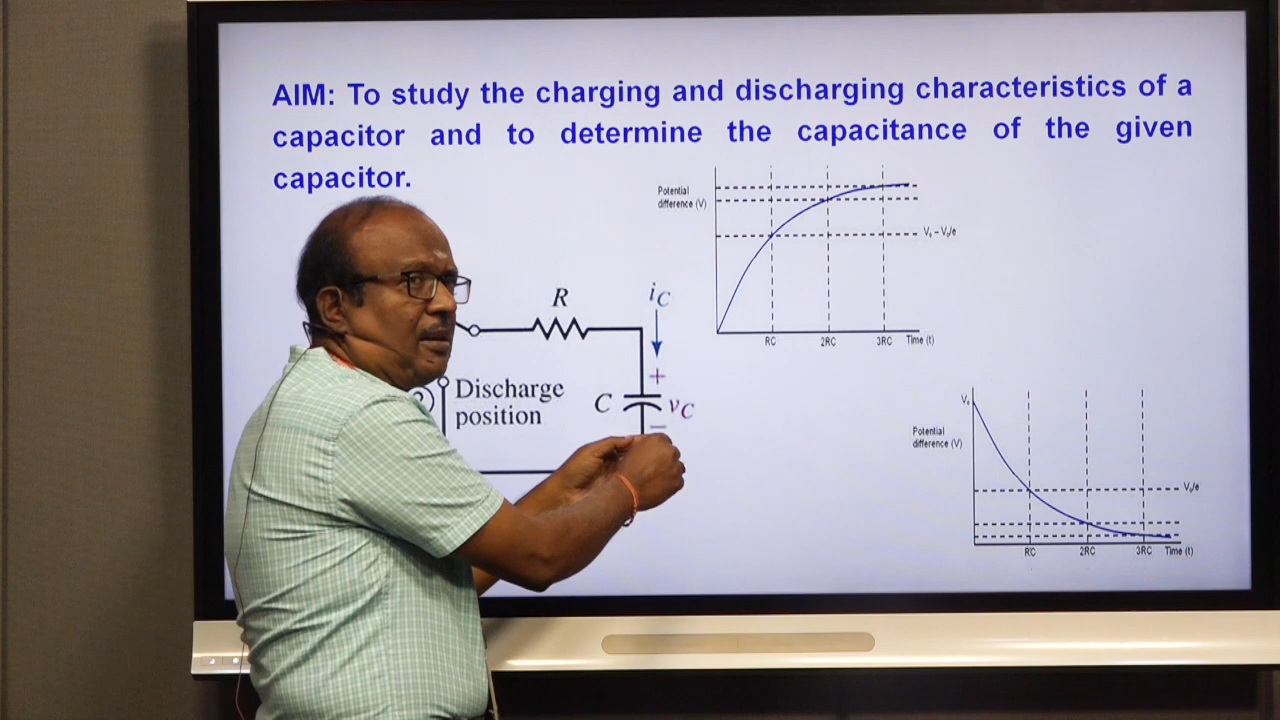 AIM: To study the charging and discharging characteristics of a
capacitor and to determine the capacitance of the given
capacitor.
Potential
difference (V)
V₀ – V₀/e
RC 2RC 3RC Time (t)
R
i_C
+
C
v_C
–
2
Discharge
position
V₀
Potential
difference (V)
V₀/e
RC 2RC 3RC Time (t)